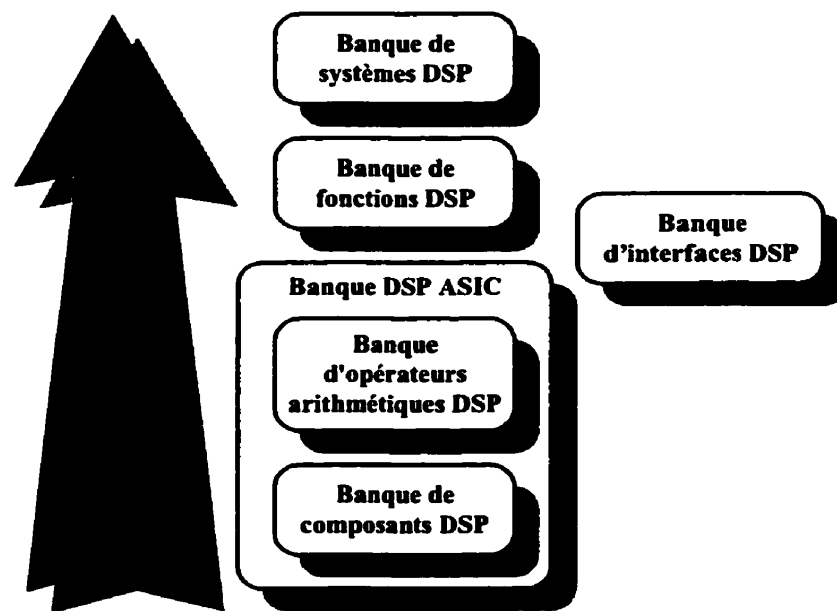 Banque de
systèmes DSP
Banque de
fonctions DSP
Banque
d'interfaces DSP
Banque DSP ASIC
Banque
d'opérateurs
arithmétiques DSP
Banque de
composants DSP